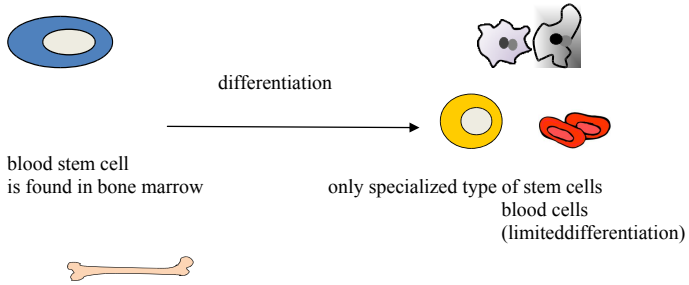 differentiation
blood stem cell
is found in bone marrow
only specialized type of stem cells
blood cells
(limiteddifferentiation)